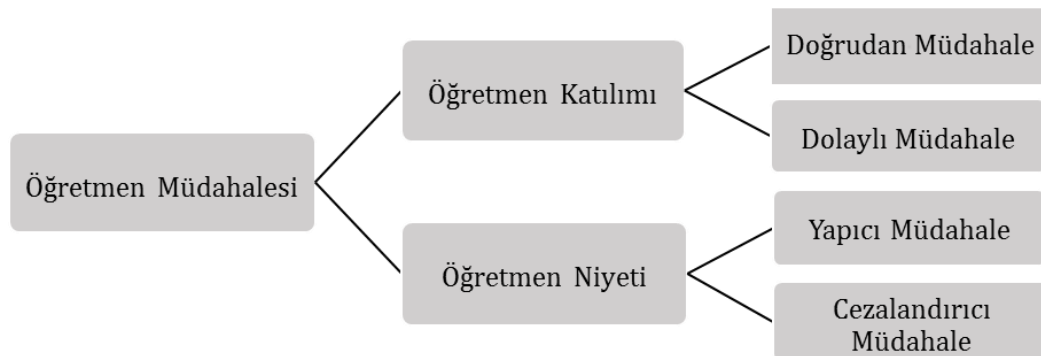 Öğretmen Müdahalesi
Öğretmen Katılımı
Doğrudan Müdahale
Dolaylı Müdahale
Öğretmen Niyeti
Yapıcı Müdahale
Cezalandırıcı
Müdahale